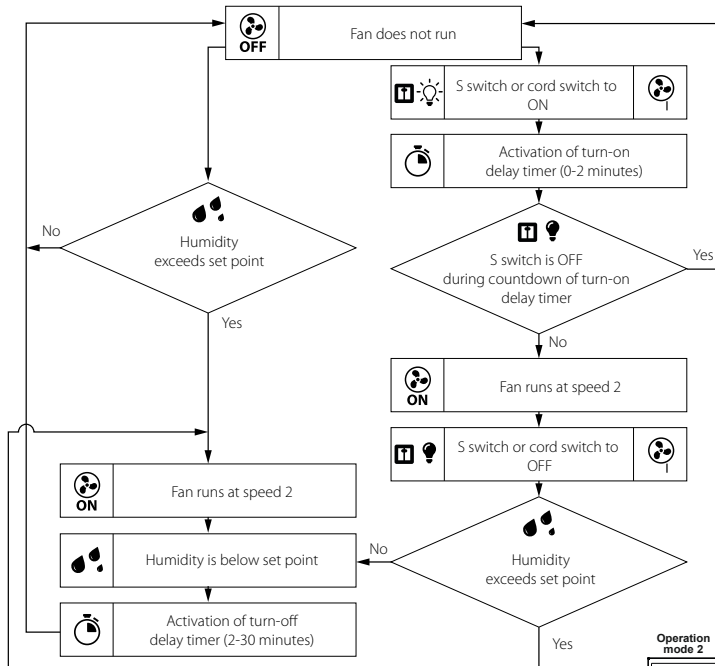 OFF
Fan does not run
S switch or cord switch to
ON
Activation of turn-on
delay timer (0-2 minutes)
No
Humidity
exceeds set point
S switch is OFF
during countdown of turn-on
delay timer
Yes
Yes
No
ON
Fan runs at speed 2
S switch or cord switch to
OFF
ON
Fan runs at speed 2
Humidity is below set point
No
Humidity
exceeds set point
Activation of turn-off
delay timer (2-30 minutes)
Yes
Operation
mode 2